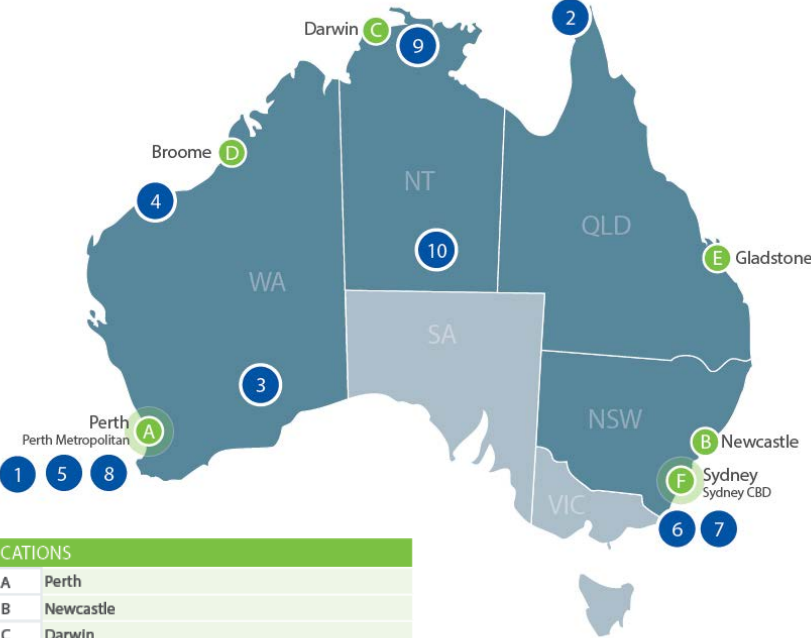 2
Darwin C
9
Broome D
NT
4
QLD
10
E Gladstone
WA
SA
3
NSW
Perth
Perth Metropolitan
A
B Newcastle
1 5 8
F Sydney
Sydney CBD
VIC
6 7
CATIONS
A Perth
B Newcastle
C Darwin